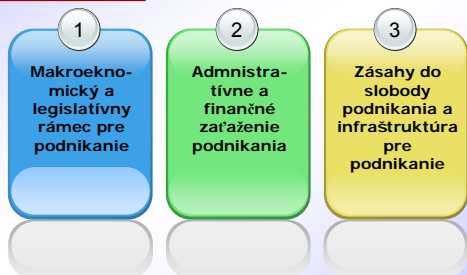 1
Makroekno-
mický a
legislatívny
rámec pre
podnikanie
2
Admnistra-
tívne a
finančné
zaťaženie
podnikania
3
Zásahy do
slobody
podnikania a
infraštruktúra
pre
podnikanie